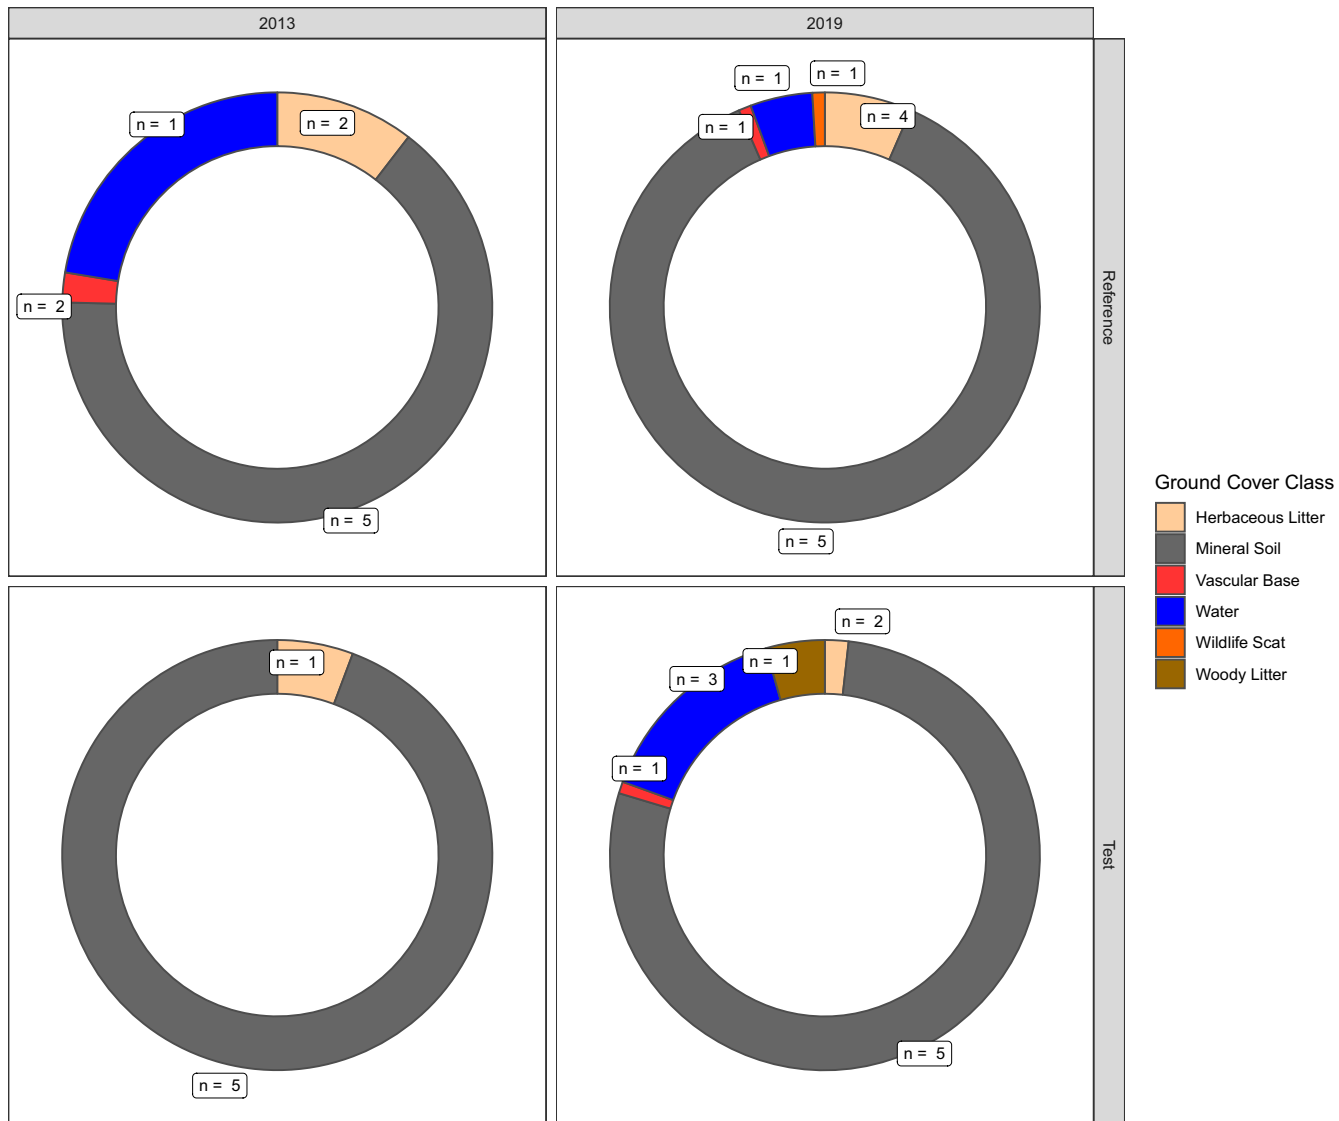 2013
2019
n = 1
n = 2
n = 2
n = 5
n = 1
n = 1
n = 1
n = 4
n = 5
Reference
n = 1
n = 5
n = 2
n = 1
n = 3
n = 1
n = 5
Test
Ground Cover Class
Herbaceous Litter
Mineral Soil
Vascular Base
Water
Wildlife Scat
Woody Litter